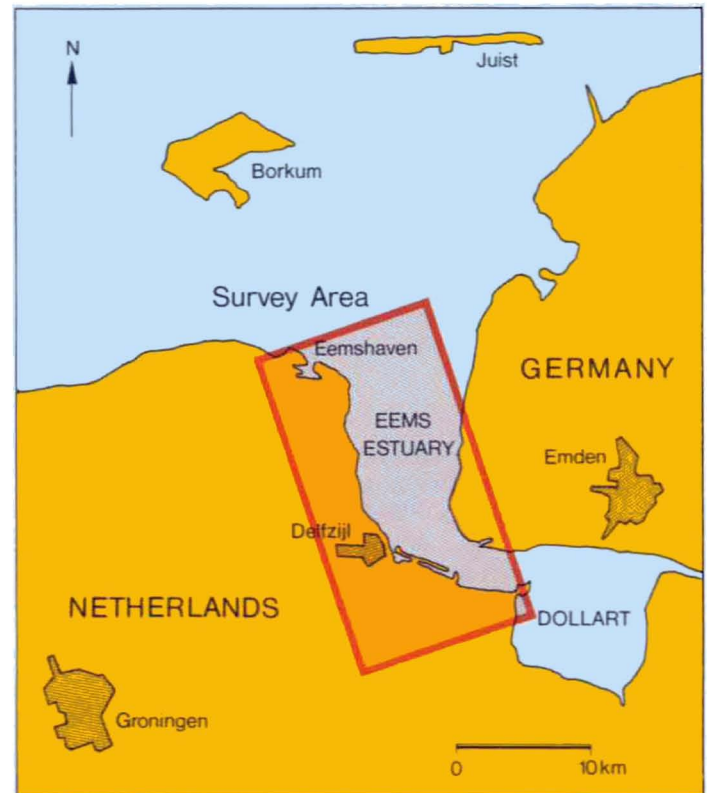 N
Juist
Borkum
Survey Area
Eemshaven
GERMANY
EEMS
ESTUARY
Emden
Delfzijl
NETHERLANDS
DOLLART
Groningen
0 10km